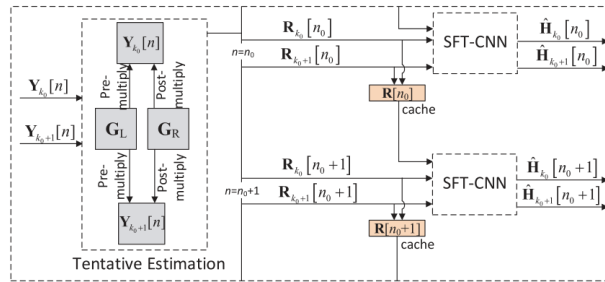 Y_{k_0}[n]
Y_{k_0+1}[n]
Y_{k_0}[n]
Pre-multiply
Post-multiply
G_L
G_R
Pre-multiply
Post-multiply
Y_{k_0+1}[n]
Tentative Estimation
n=n_0
R_{k_0}[n_0]
R_{k_0+1}[n_0]
R[n_0]
cache
SFT-CNN
Ĥ_{k_0}[n_0]
Ĥ_{k_0+1}[n_0]
n=n_0+1
R_{k_0}[n_0+1]
R_{k_0+1}[n_0+1]
R[n_0+1]
cache
SFT-CNN
Ĥ_{k_0}[n_0+1]
Ĥ_{k_0+1}[n_0+1]